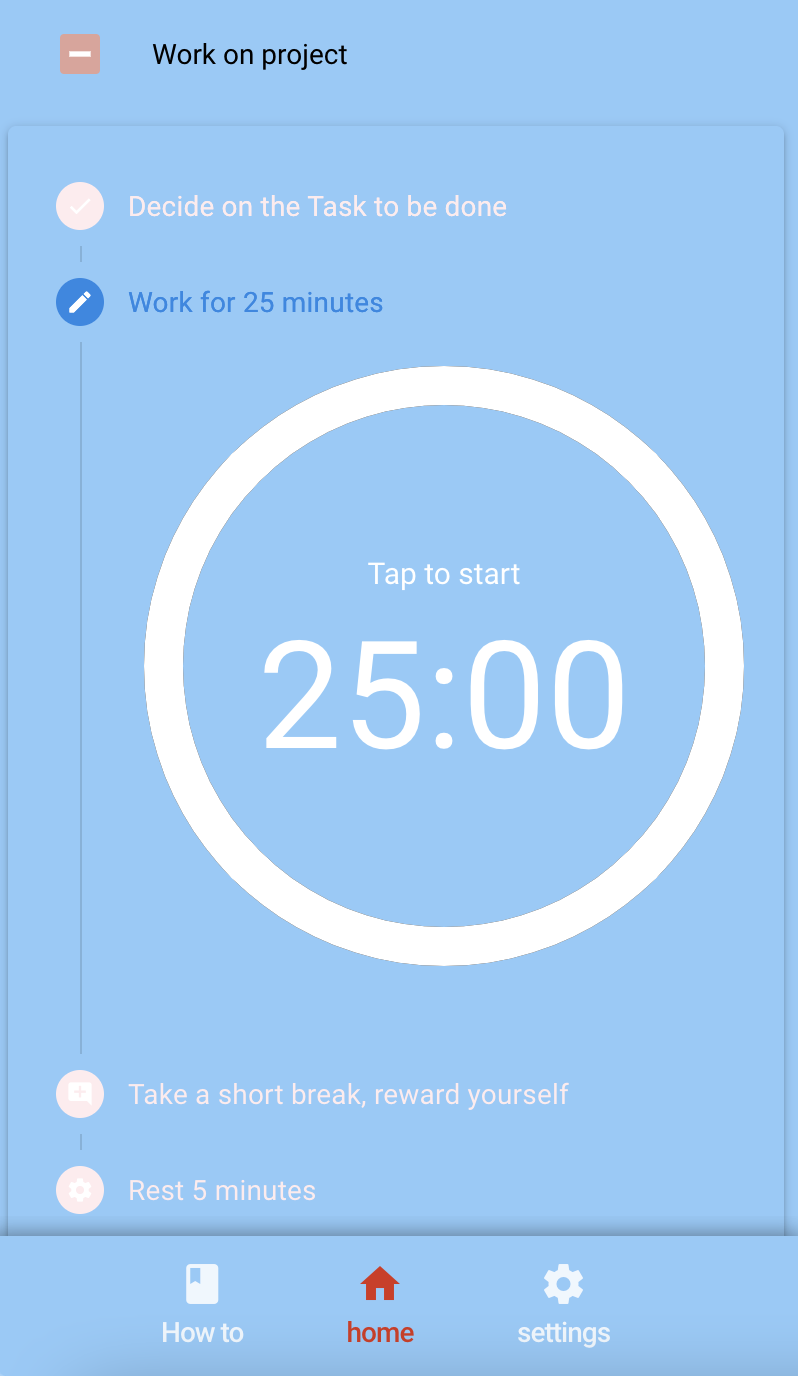 Work on project
Decide on the Task to be done
Work for 25 minutes
Tap to start
25:00
Take a short break, reward yourself
Rest 5 minutes
How to
home
settings